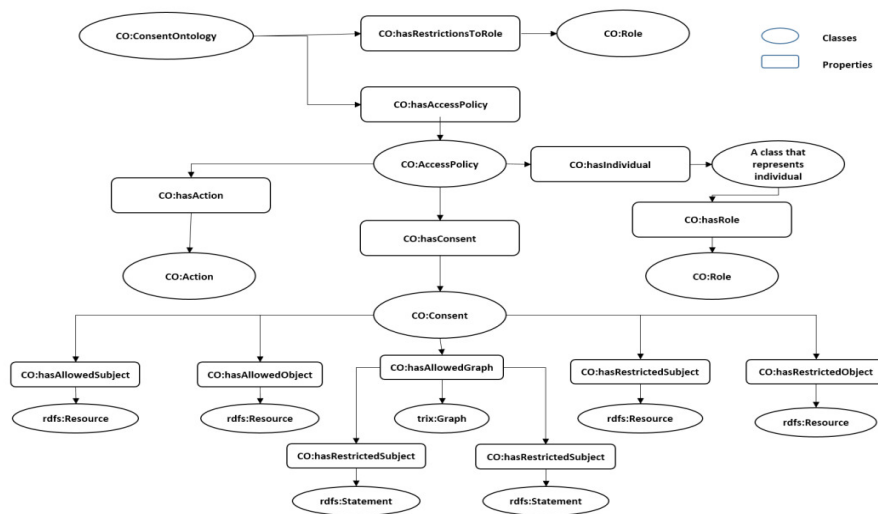 CO:ConsentOntology
CO:hasRestrictionsToRole
CO:Role
Classes
Properties
CO:hasAccessPolicy
CO:AccessPolicy
CO:hasIndividual
A class that
represents
individual
CO:hasAction
CO:hasRole
CO:hasConsent
CO:Action
CO:Role
CO:Consent
CO:hasAllowedSubject
CO:hasAllowedObject
CO:hasAllowedGraph
CO:hasRestrictedSubject
CO:hasRestrictedObject
rdfs:Resource
rdfs:Resource
trix:Graph
rdfs:Resource
rdfs:Resource
CO:hasRestrictedSubject
CO:hasRestrictedSubject
rdfs:Statement
rdfs:Statement